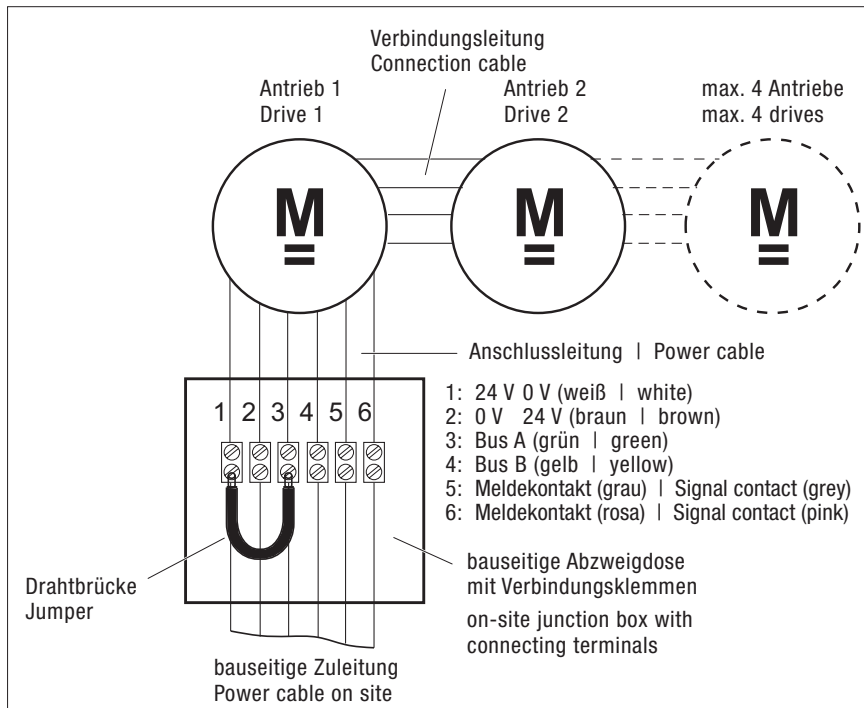 Verbindungsleitung
Connection cable
Antrieb 1
Drive 1
Antrieb 2
Drive 2
max. 4 Antriebe
max. 4 drives
M
M
M
Anschlussleitung | Power cable
1 2 3 4 5 6
1: 24 V 0 V (weiß | white)
2: 0 V 24 V (braun | brown)
3: Bus A (grün | green)
4: Bus B (gelb | yellow)
5: Meldekontakt (grau) | Signal contact (grey)
6: Meldekontakt (rosa) | Signal contact (pink)
Drahtbrücke
Jumper
bauseitige Abzweigdose
mit Verbindungsklemmen
on-site junction box with
connecting terminals
bauseitige Zuleitung
Power cable on site